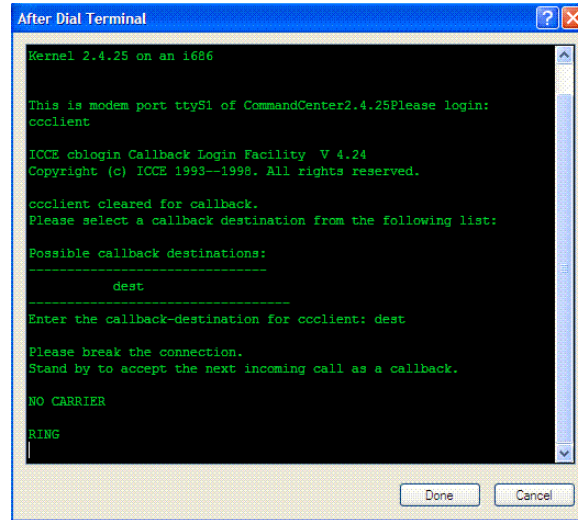 After Dial Terminal
Kernel 2.4.25 on an i686
This is modem port ttyS1 of CommandCenter2.4.25Please login:
ccclient
ICCE cblogin Callback Login Facility V 4.24
Copyright (c) ICCE 1993--1998. All rights reserved.
ccclient cleared for callback.
Please select a callback destination from the following list:
Possible callback destinations:
--------------------------------
dest
-----------------------------------
Enter the callback-destination for ccclient: dest
Please break the connection.
Stand by to accept the next incoming call as a callback.
NO CARRIER
RING
Done Cancel